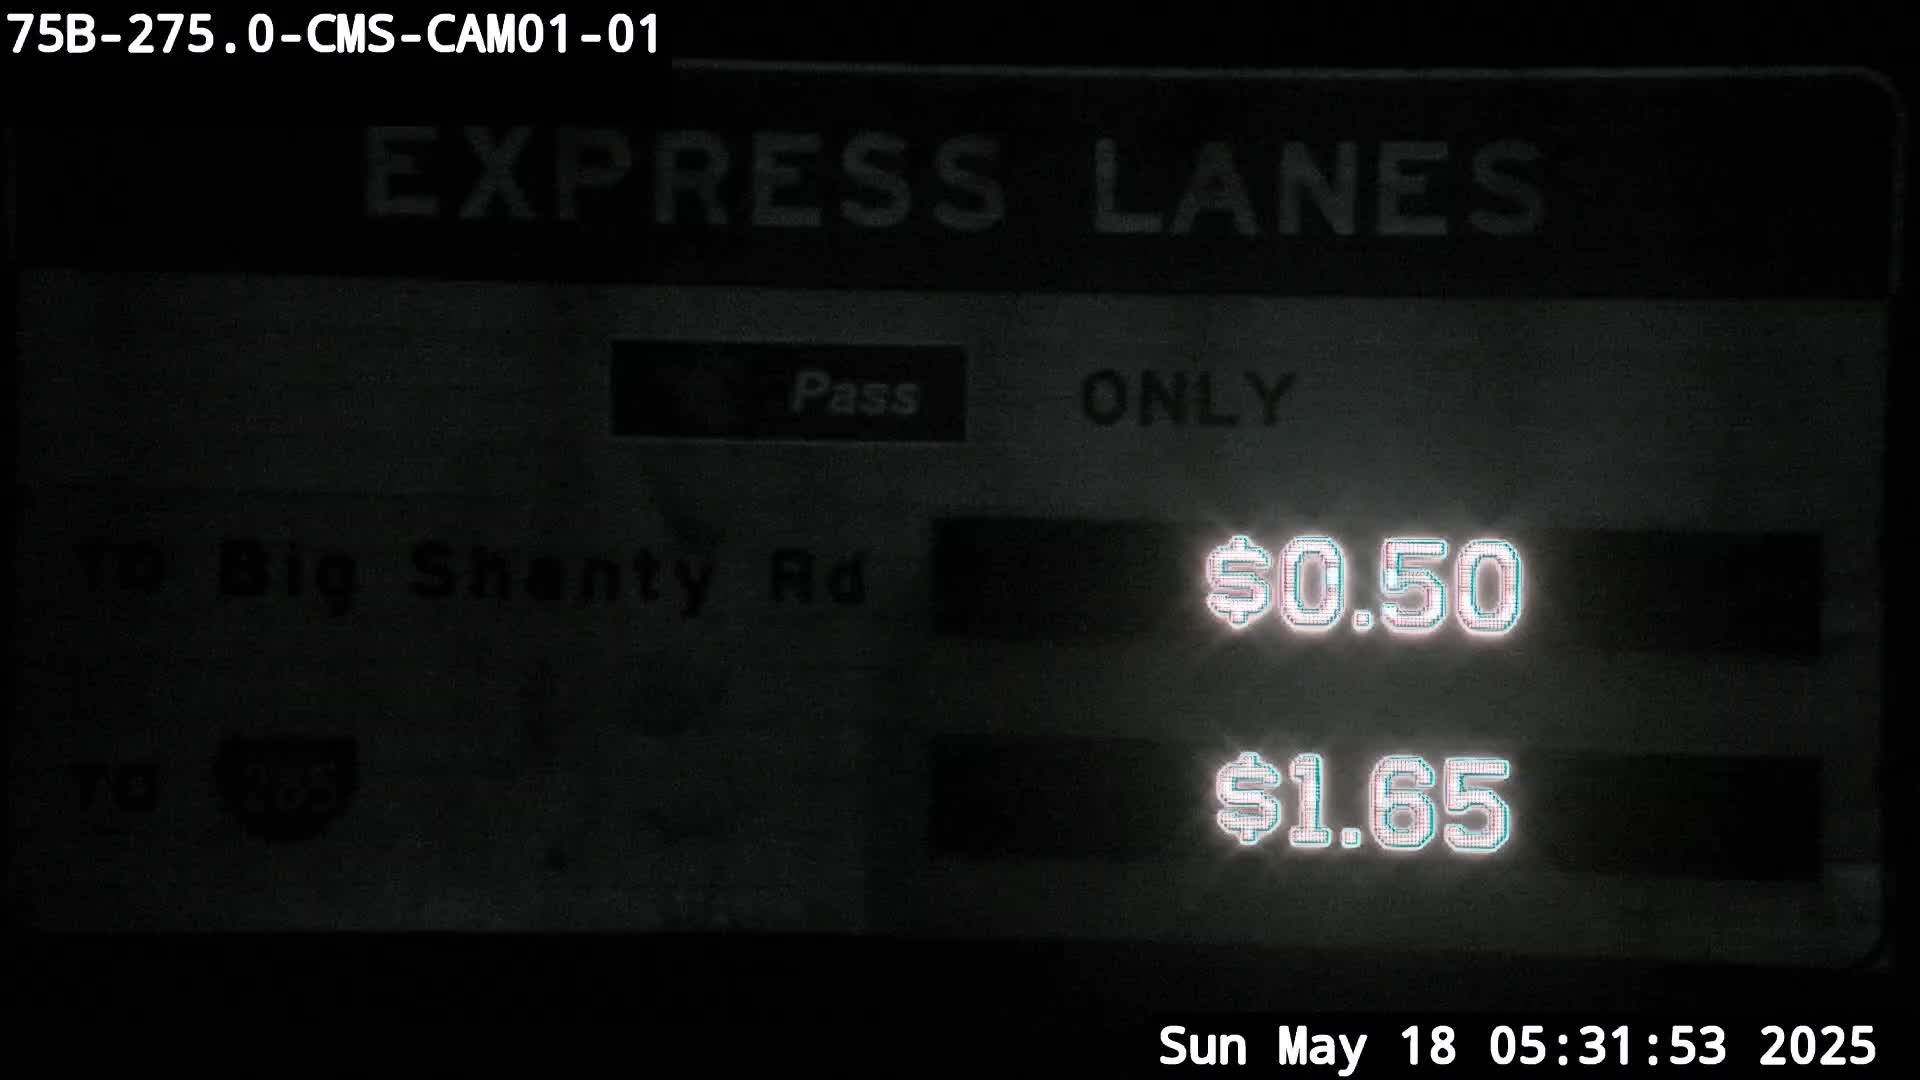 75B-275.0-CMS-CAM01-01
EXPRESS LANES
Pass ONLY
TO Big Shanty Rd $0.50
TO 285 $1.65
Sun May 18 05:31:53 2025